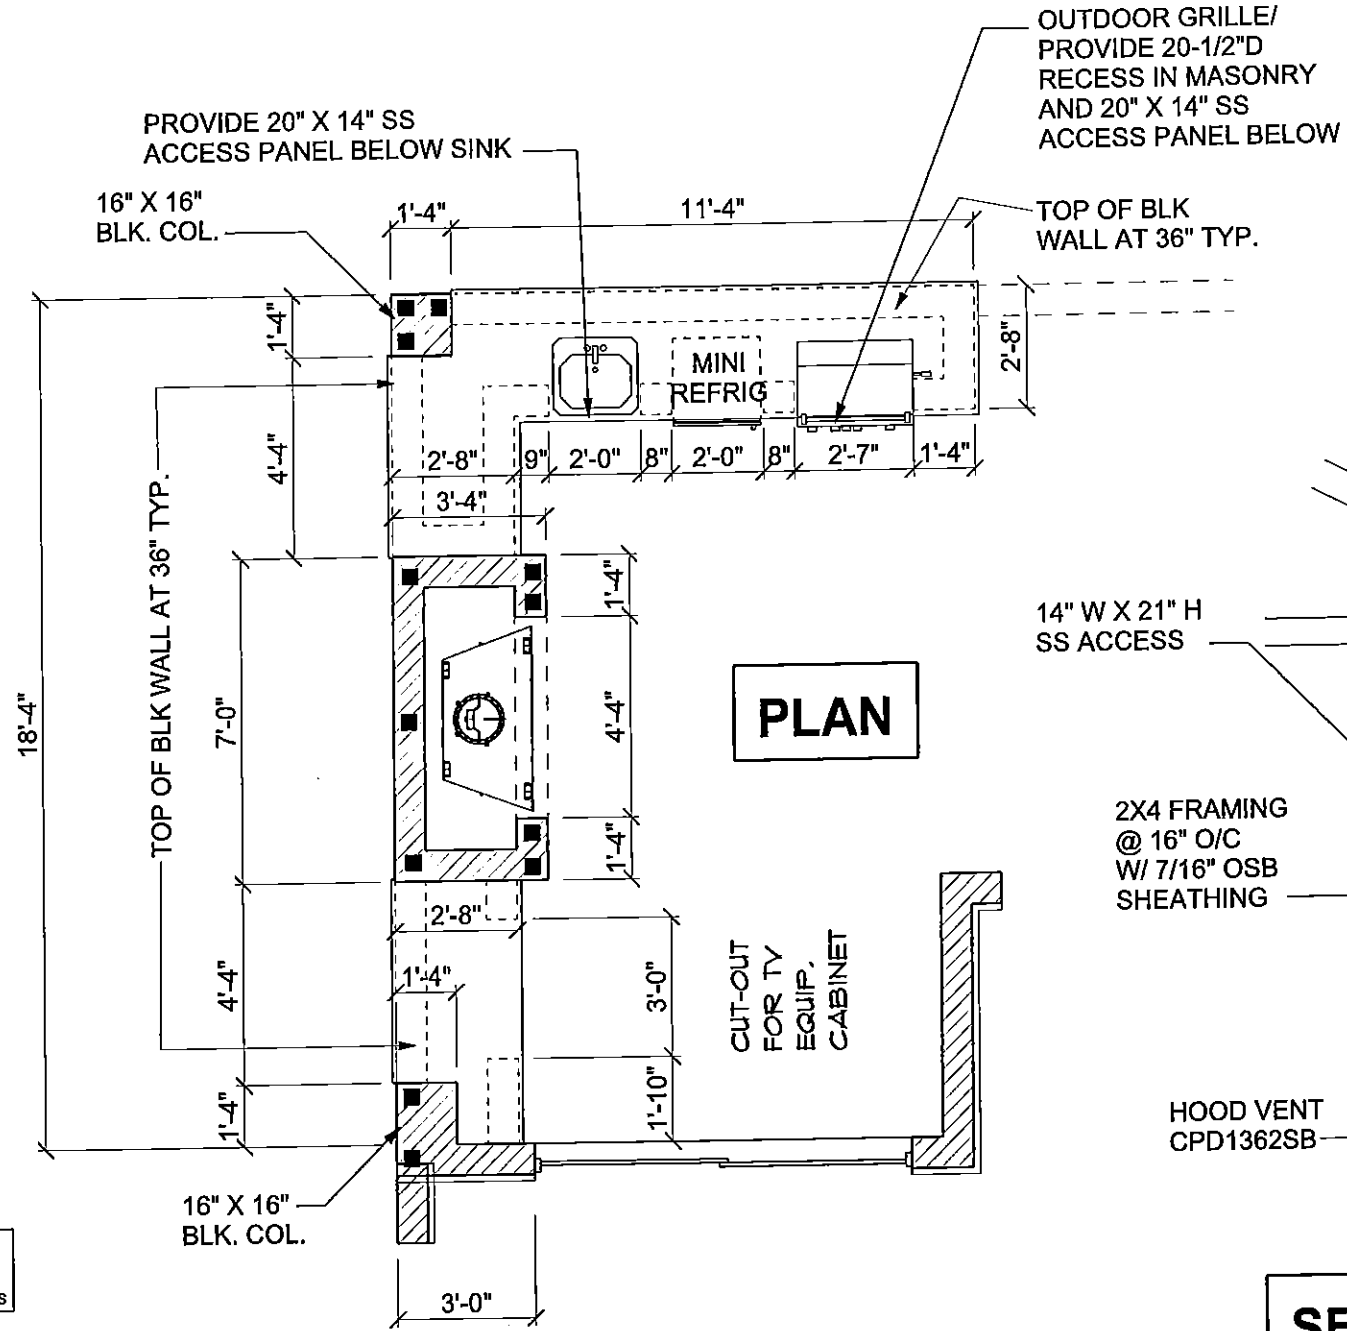 OUTDOOR GRILLE/
PROVIDE 20-1/2"D
RECESS IN MASONRY
AND 20" X 14" SS
ACCESS PANEL BELOW
PROVIDE 20" X 14" SS
ACCESS PANEL BELOW SINK
16" X 16"
BLK. COL.
1'-4"
11'-4"
TOP OF BLK
WALL AT 36" TYP.
1'-4"
2'-8"
MINI
REFRIG
4'-4"
2'-8"
9"
2'-0"
8"
2'-0"
8"
2'-7"
1'-4"
3'-4"
TOP OF BLK WALL AT 36" TYP.
18'-4"
7'-0"
1'-4"
4'-4"
1'-4"
PLAN
14" W X 21" H
SS ACCESS
2X4 FRAMING
@ 16" O/C
W/ 7/16" OSB
SHEATHING
2'-8"
1'-4"
4'-4"
3'-0"
CUT-OUT
FOR TV
EQUIP.
CABINET
1'-10"
1'-4"
HOOD VENT
CPD1362SB
16" X 16"
BLK. COL.
3'-0"
s